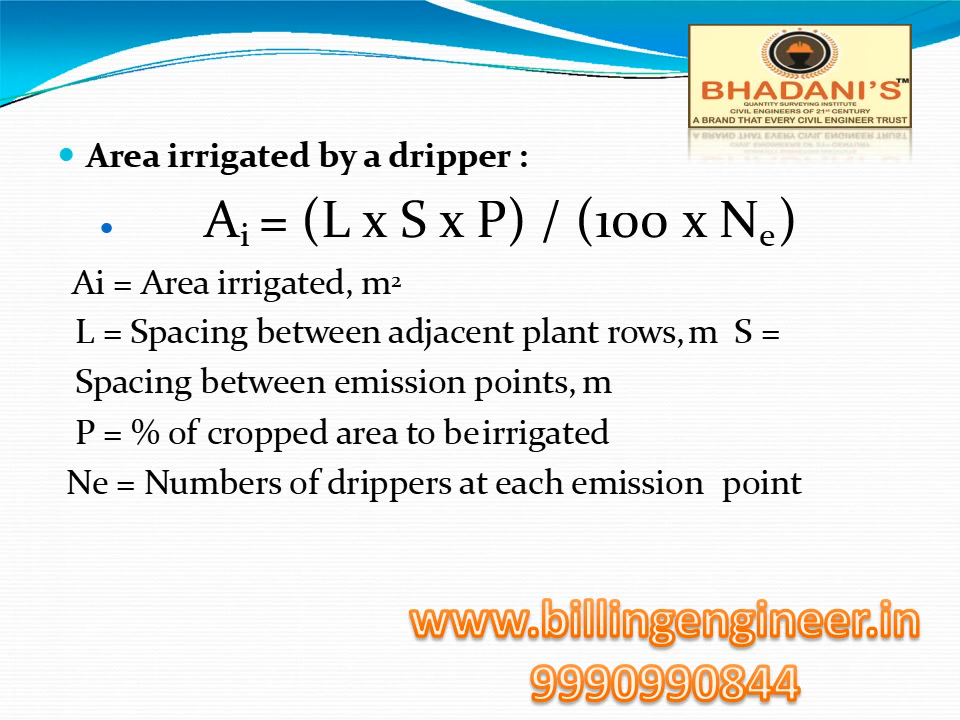 BHADANI'S™
QUANTITY SURVEYING INSTITUTE
CIVIL ENGINEERS OF 21ST CENTURY
A BRAND THAT EVERY CIVIL ENGINEER TRUST
• Area irrigated by a dripper :
• Ai = (L x S x P) / (100 x Ne)
Ai = Area irrigated, m²
L = Spacing between adjacent plant rows, m S =
Spacing between emission points, m
P = % of cropped area to beirrigated
Ne = Numbers of drippers at each emission point
www.billingengineer.in
9990990844